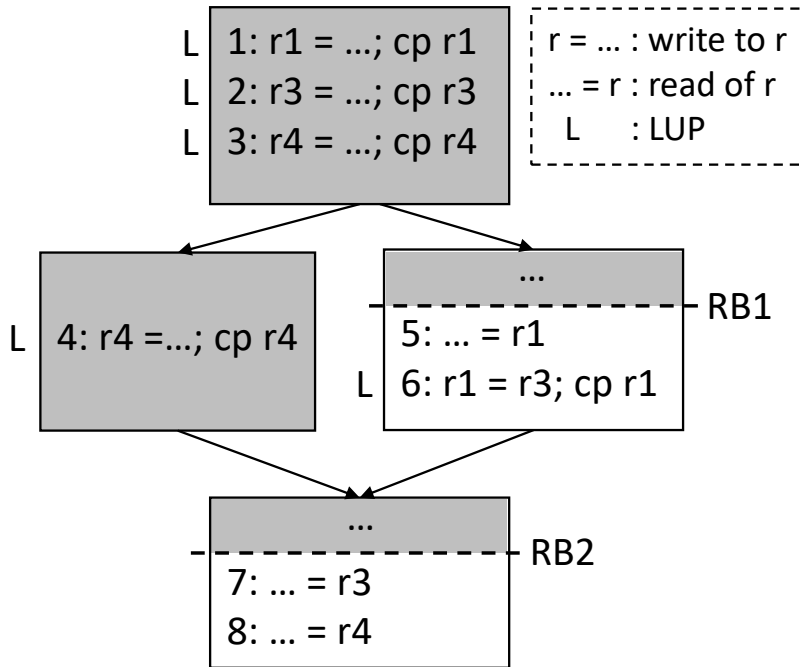 L 1: r1 = ...; cp r1
L 2: r3 = ...; cp r3
L 3: r4 = ...; cp r4
r = ... : write to r
... = r : read of r
L : LUP
L 4: r4 =...; cp r4
...
RB1
5: ... = r1
L 6: r1 = r3; cp r1
...
RB2
7: ... = r3
8: ... = r4